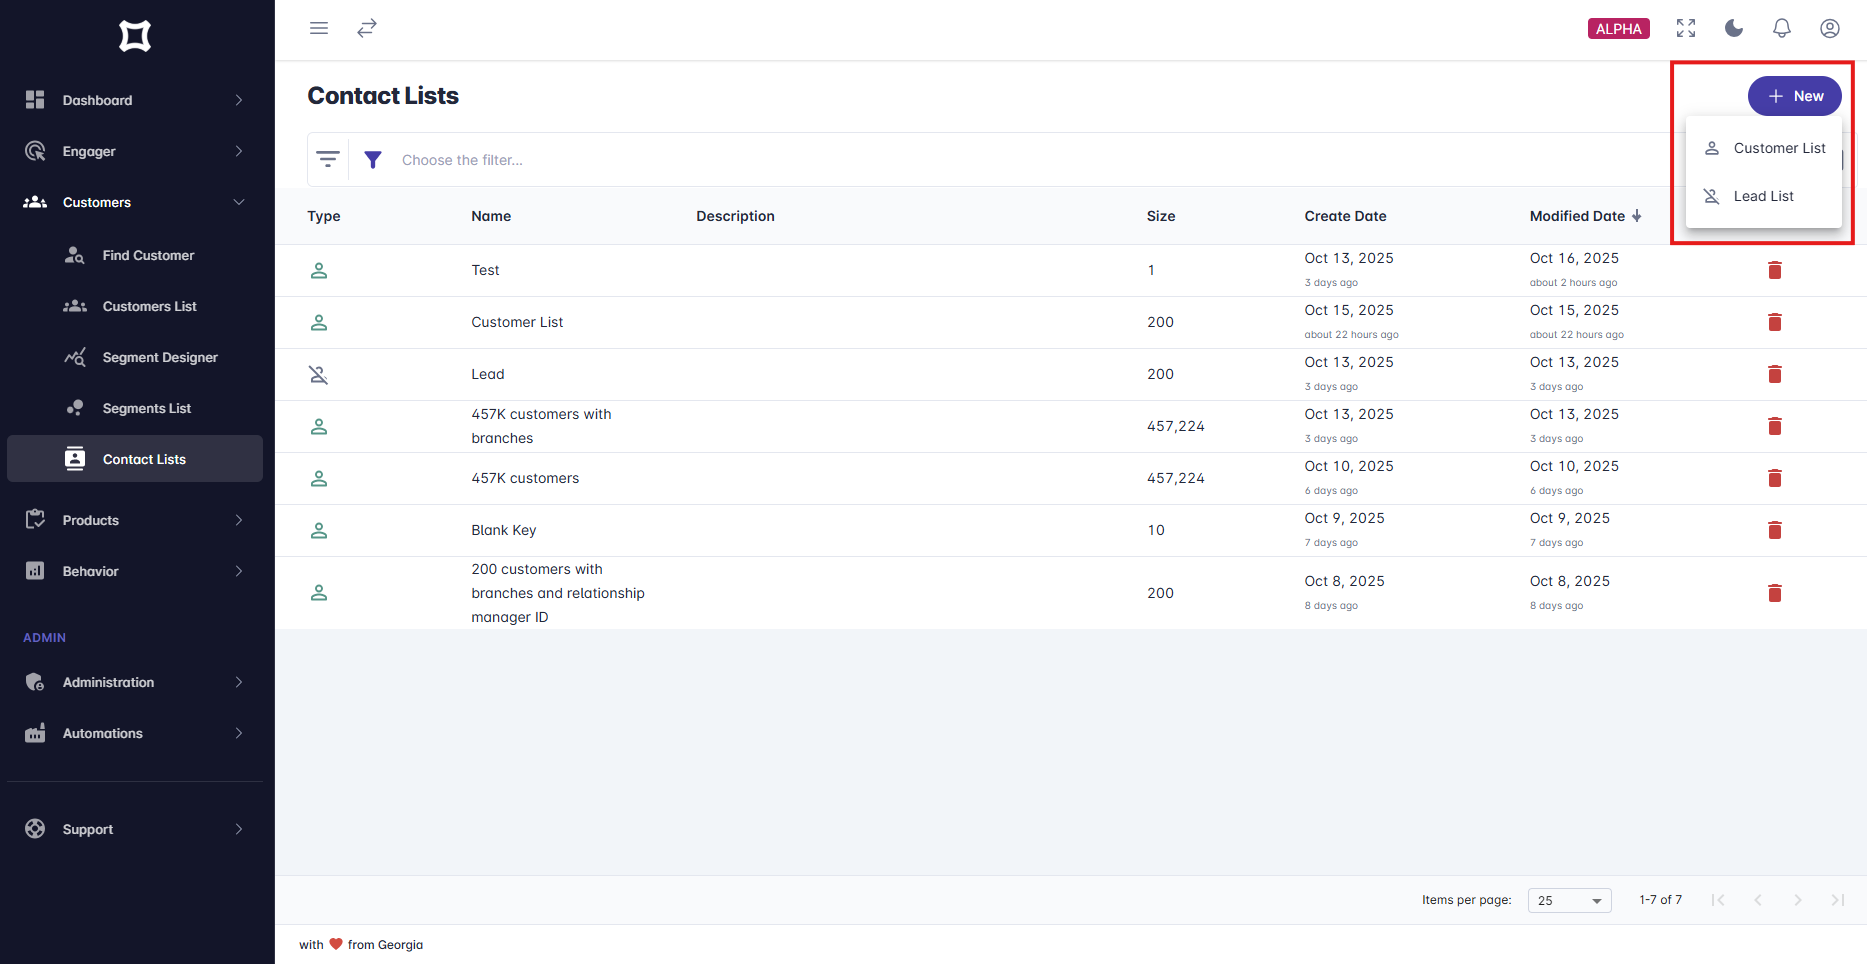 ALPHA
Dashboard
Engager
Customers
Find Customer
Customers List
Segment Designer
Segments List
Contact Lists
Products
Behavior
ADMIN
Administration
Automations
Support
Contact Lists
New
Customer List
Lead List
Choose the filter...
Type Name Description Size Create Date Modified Date
Test 1 Oct 13, 2025 Oct 16, 2025
3 days ago about 2 hours ago
Customer List 200 Oct 15, 2025 Oct 15, 2025
about 22 hours ago about 22 hours ago
Lead 200 Oct 13, 2025 Oct 13, 2025
3 days ago 3 days ago
457K customers with
branches
457,224 Oct 13, 2025 Oct 13, 2025
3 days ago 3 days ago
457K customers 457,224 Oct 10, 2025 Oct 10, 2025
6 days ago 6 days ago
Blank Key 10 Oct 9, 2025 Oct 9, 2025
7 days ago 7 days ago
200 customers with
branches and relationship
manager ID
200 Oct 8, 2025 Oct 8, 2025
8 days ago 8 days ago
Items per page: 25 1-7 of 7
with ❤ from Georgia